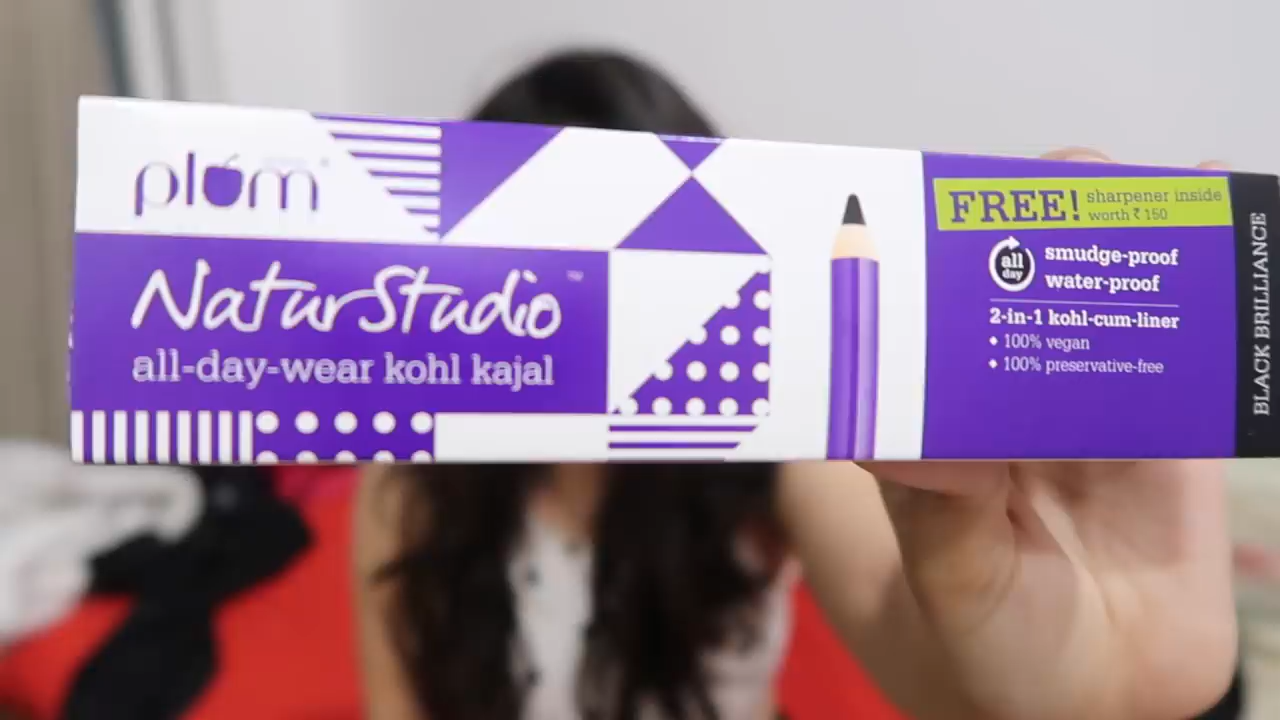 plum
NaturStudio™
all-day-wear kohl kajal
FREE! sharpener inside
worth ₹ 150
all
day
smudge-proof
water-proof
2-in-1 kohl-cum-liner
• 100% vegan
• 100% preservative-free
BLACK BRILLIANCE